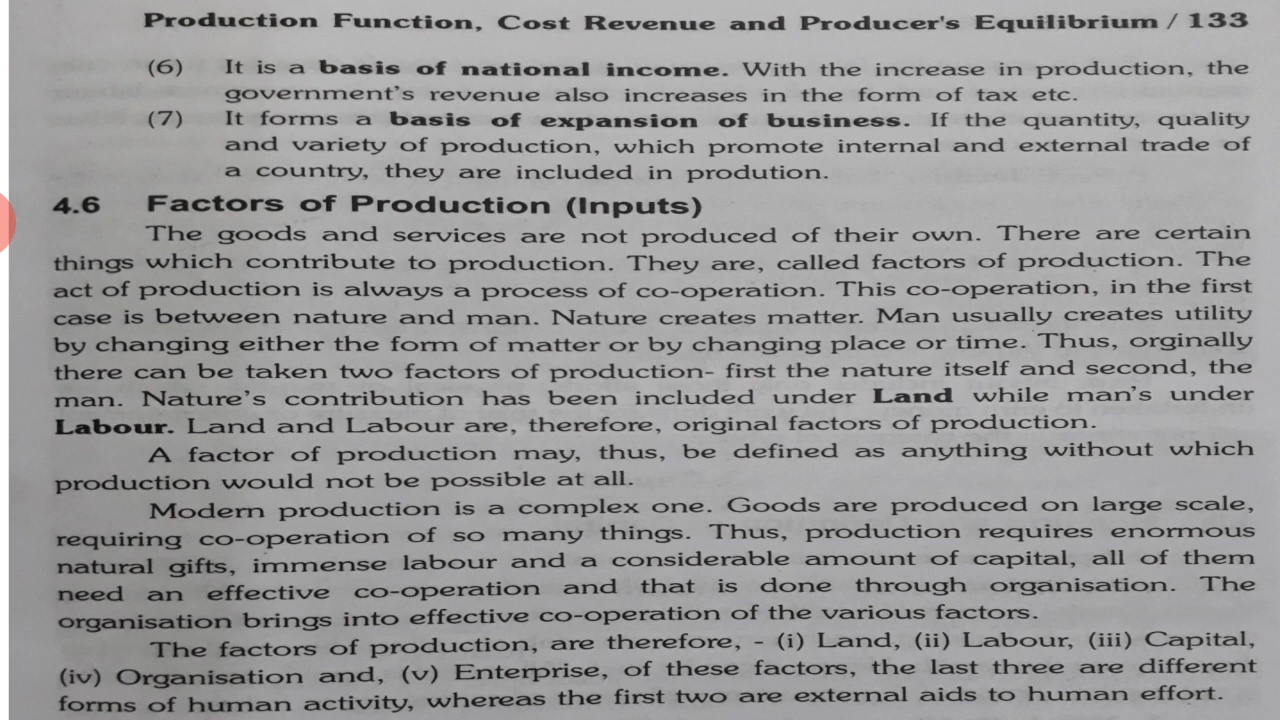 Production Function, Cost Revenue and Producer's Equilibrium / 133
(6) It is a basis of national income. With the increase in production, the
government's revenue also increases in the form of tax etc.
(7) It forms a basis of expansion of business. If the quantity, quality
and variety of production, which promote internal and external trade of
a country, they are included in prodution.
4.6 Factors of Production (Inputs)
The goods and services are not produced of their own. There are certain
things which contribute to production. They are, called factors of production. The
act of production is always a process of co-operation. This co-operation, in the first
case is between nature and man. Nature creates matter. Man usually creates utility
by changing either the form of matter or by changing place or time. Thus, orginally
there can be taken two factors of production- first the nature itself and second, the
man. Nature's contribution has been included under Land while man's under
Labour. Land and Labour are, therefore, original factors of production.
A factor of production may, thus, be defined as anything without which
production would not be possible at all.
Modern production is a complex one. Goods are produced on large scale,
requiring co-operation of so many things. Thus, production requires enormous
natural gifts, immense labour and a considerable amount of capital, all of them
need an effective co-operation and that is done through organisation. The
organisation brings into effective co-operation of the various factors.
The factors of production, are therefore, - (i) Land, (ii) Labour, (iii) Capital,
(iv) Organisation and, (v) Enterprise, of these factors, the last three are different
forms of human activity, whereas the first two are external aids to human effort.